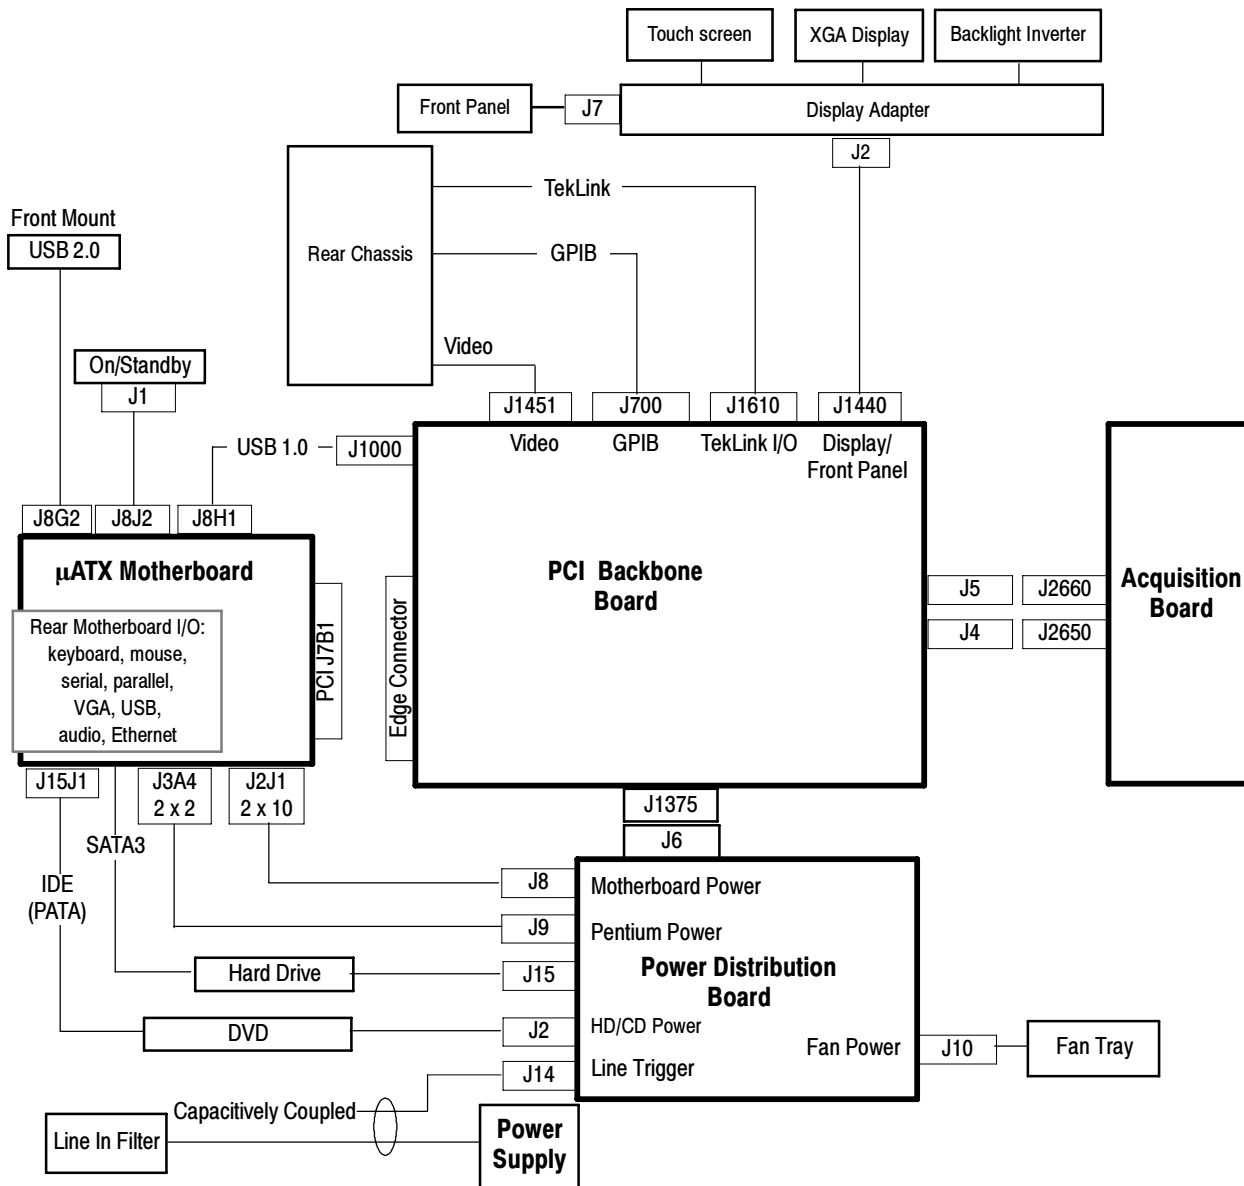 Touch screen
XGA Display
Backlight Inverter
Front Panel
J7
Display Adapter
J2
TekLink
Front Mount
USB 2.0
Rear Chassis
GPIB
Video
On/Standby
J1
J1451
J700
J1610
J1440
USB 1.0
J1000
Video
GPIB
TekLink I/O
Display/
Front Panel
J8G2
J8J2
J8H1
µATX Motherboard
PCI Backbone
Board
Acquisition
Board
J5
J2660
J4
J2650
Rear Motherboard I/O:
keyboard, mouse,
serial, parallel,
VGA, USB,
audio, Ethernet
PCI J7B1
Edge Connector
J15J1
J3A4
2 x 2
J2J1
2 x 10
J1375
J6
SATA3
IDE
(PATA)
J8
Motherboard Power
J9
Pentium Power
Hard Drive
J15
Power Distribution
Board
DVD
J2
HD/CD Power
Fan Power
J10
Fan Tray
J14
Line Trigger
Capacitively Coupled
Line In Filter
Power
Supply